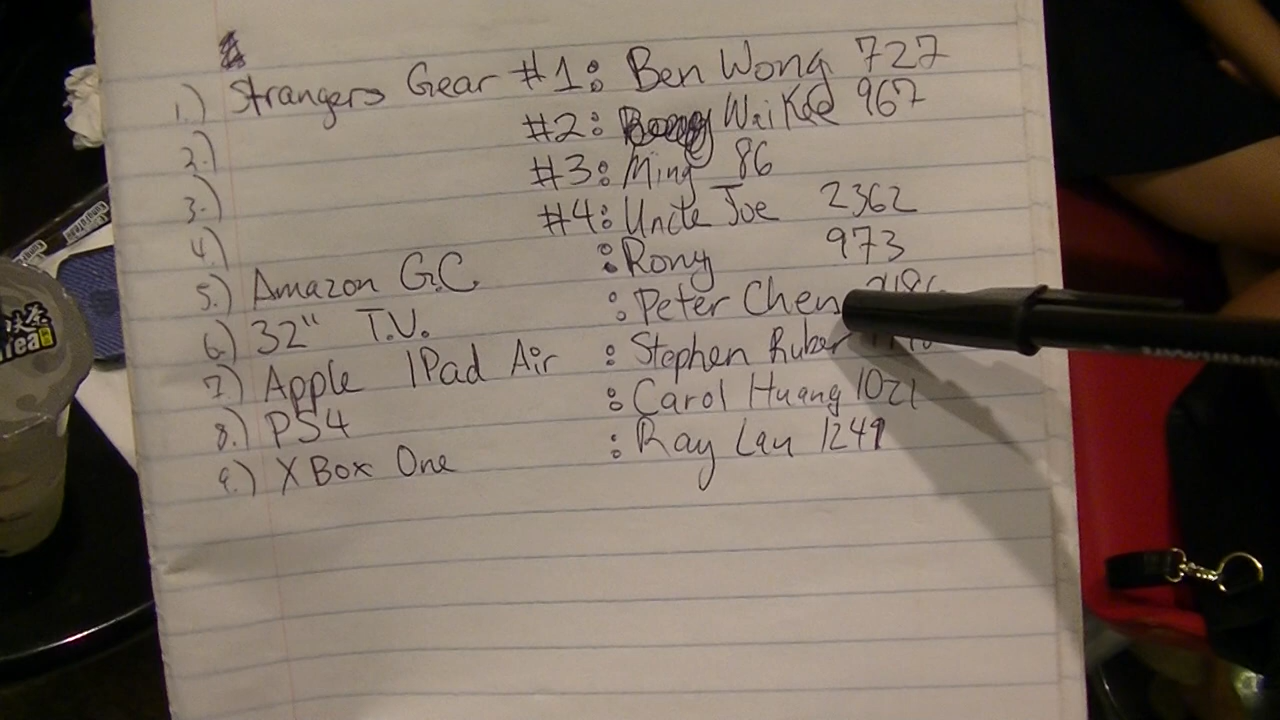 1.) Strangers Gear #1: Ben Wong 727
2.) #2: Wai Kee 967
3.) #3: Ming 86
4.) #4: Uncle Joe 2362
5.) Amazon G.C. : Rony 973
6.) 32" T.V. : Peter Chen
7.) Apple IPad Air : Stephen Ruber
8.) PS4 : Carol Huang 1021
9.) XBox One : Ray Lau 1249